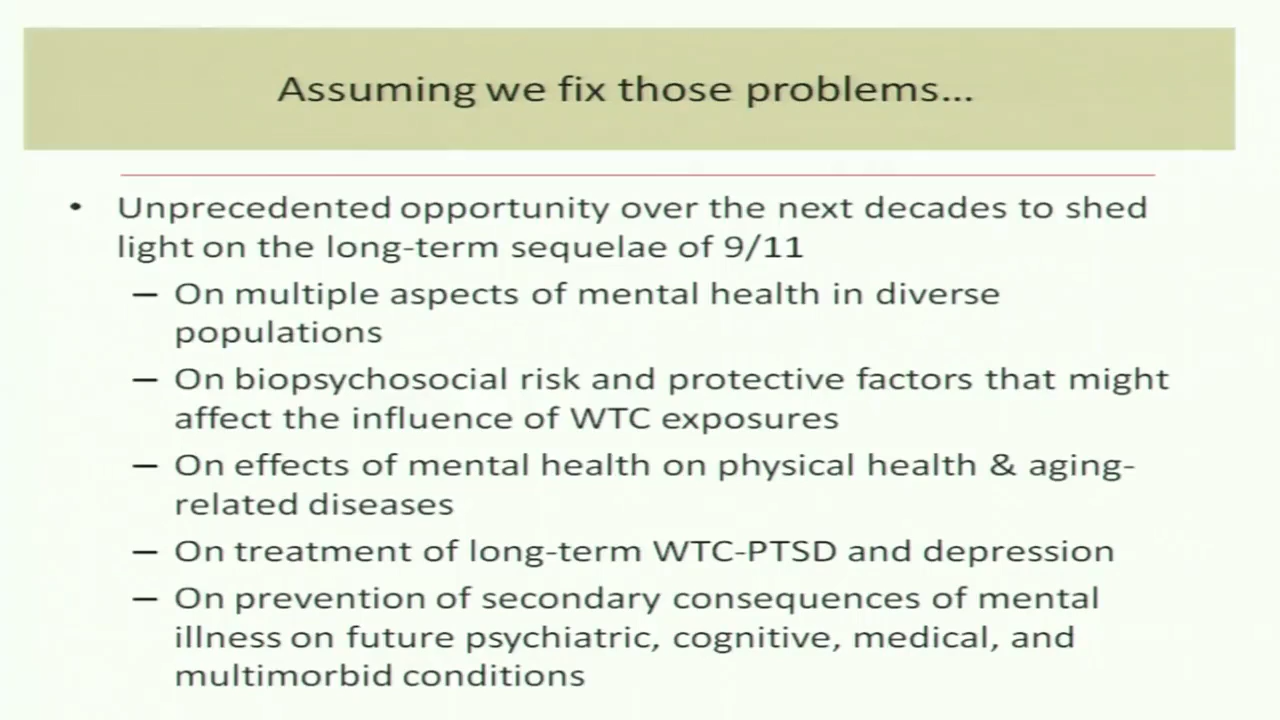 Assuming we fix those problems...
• Unprecedented opportunity over the next decades to shed
light on the long-term sequelae of 9/11
– On multiple aspects of mental health in diverse
populations
– On biopsychosocial risk and protective factors that might
affect the influence of WTC exposures
– On effects of mental health on physical health & aging-
related diseases
– On treatment of long-term WTC-PTSD and depression
– On prevention of secondary consequences of mental
illness on future psychiatric, cognitive, medical, and
multimorbid conditions